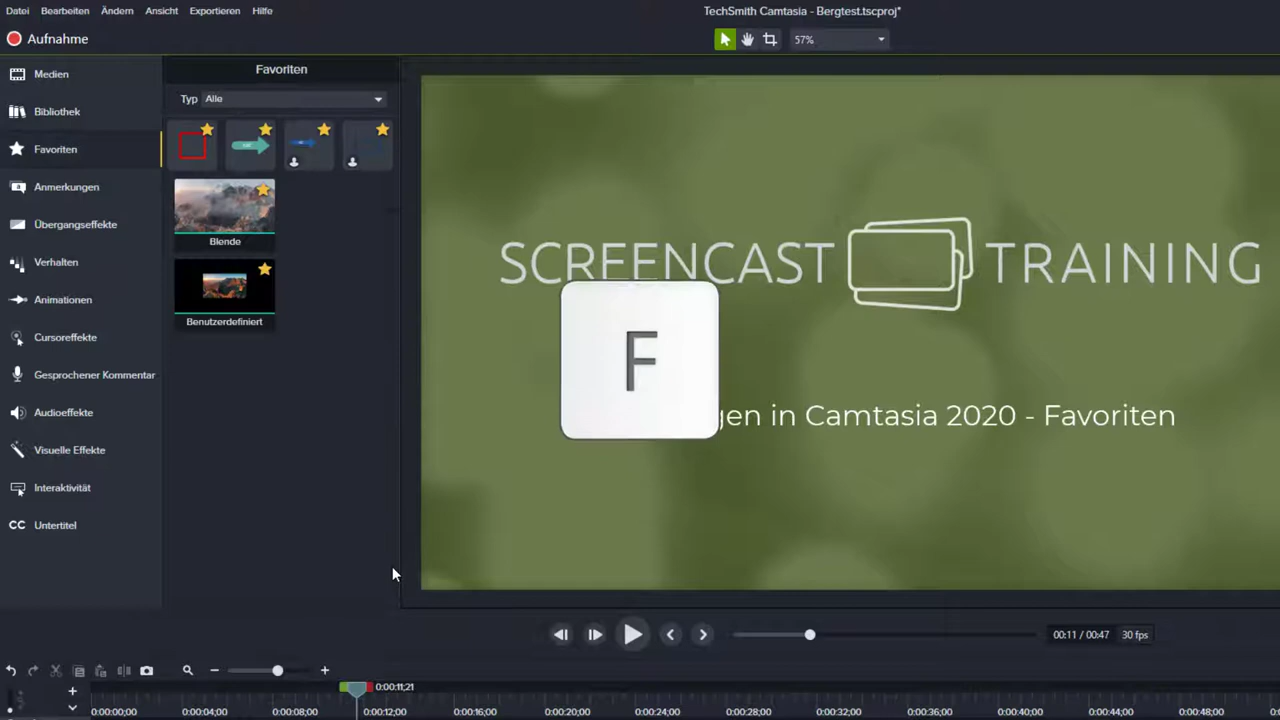 Datei Bearbeiten Ändern Ansicht Exportieren Hilfe
TechSmith Camtasia - Bergtest.tscproj*
Aufnahme
57%
Medien
Bibliothek
Favoriten
Anmerkungen
Übergangseffekte
Verhalten
Animationen
Cursoreffekte
Gesprochener Kommentar
Audioeffekte
Visuelle Effekte
Interaktivität
CC Untertitel
Favoriten
Typ Alle
Blende
Benutzerdefiniert
SCREENCAST TRAINING
F
gen in Camtasia 2020 - Favoriten
00:11 / 00:47 30 fps
0:00:11;21
0:00:00;00 0:00:04;00 0:00:08;00 0:00:12;00 0:00:16;00 0:00:20;00 0:00:24;00 0:00:28;00 0:00:32;00 0:00:36;00 0:00:40;00 0:00:44;00 0:00:48;00